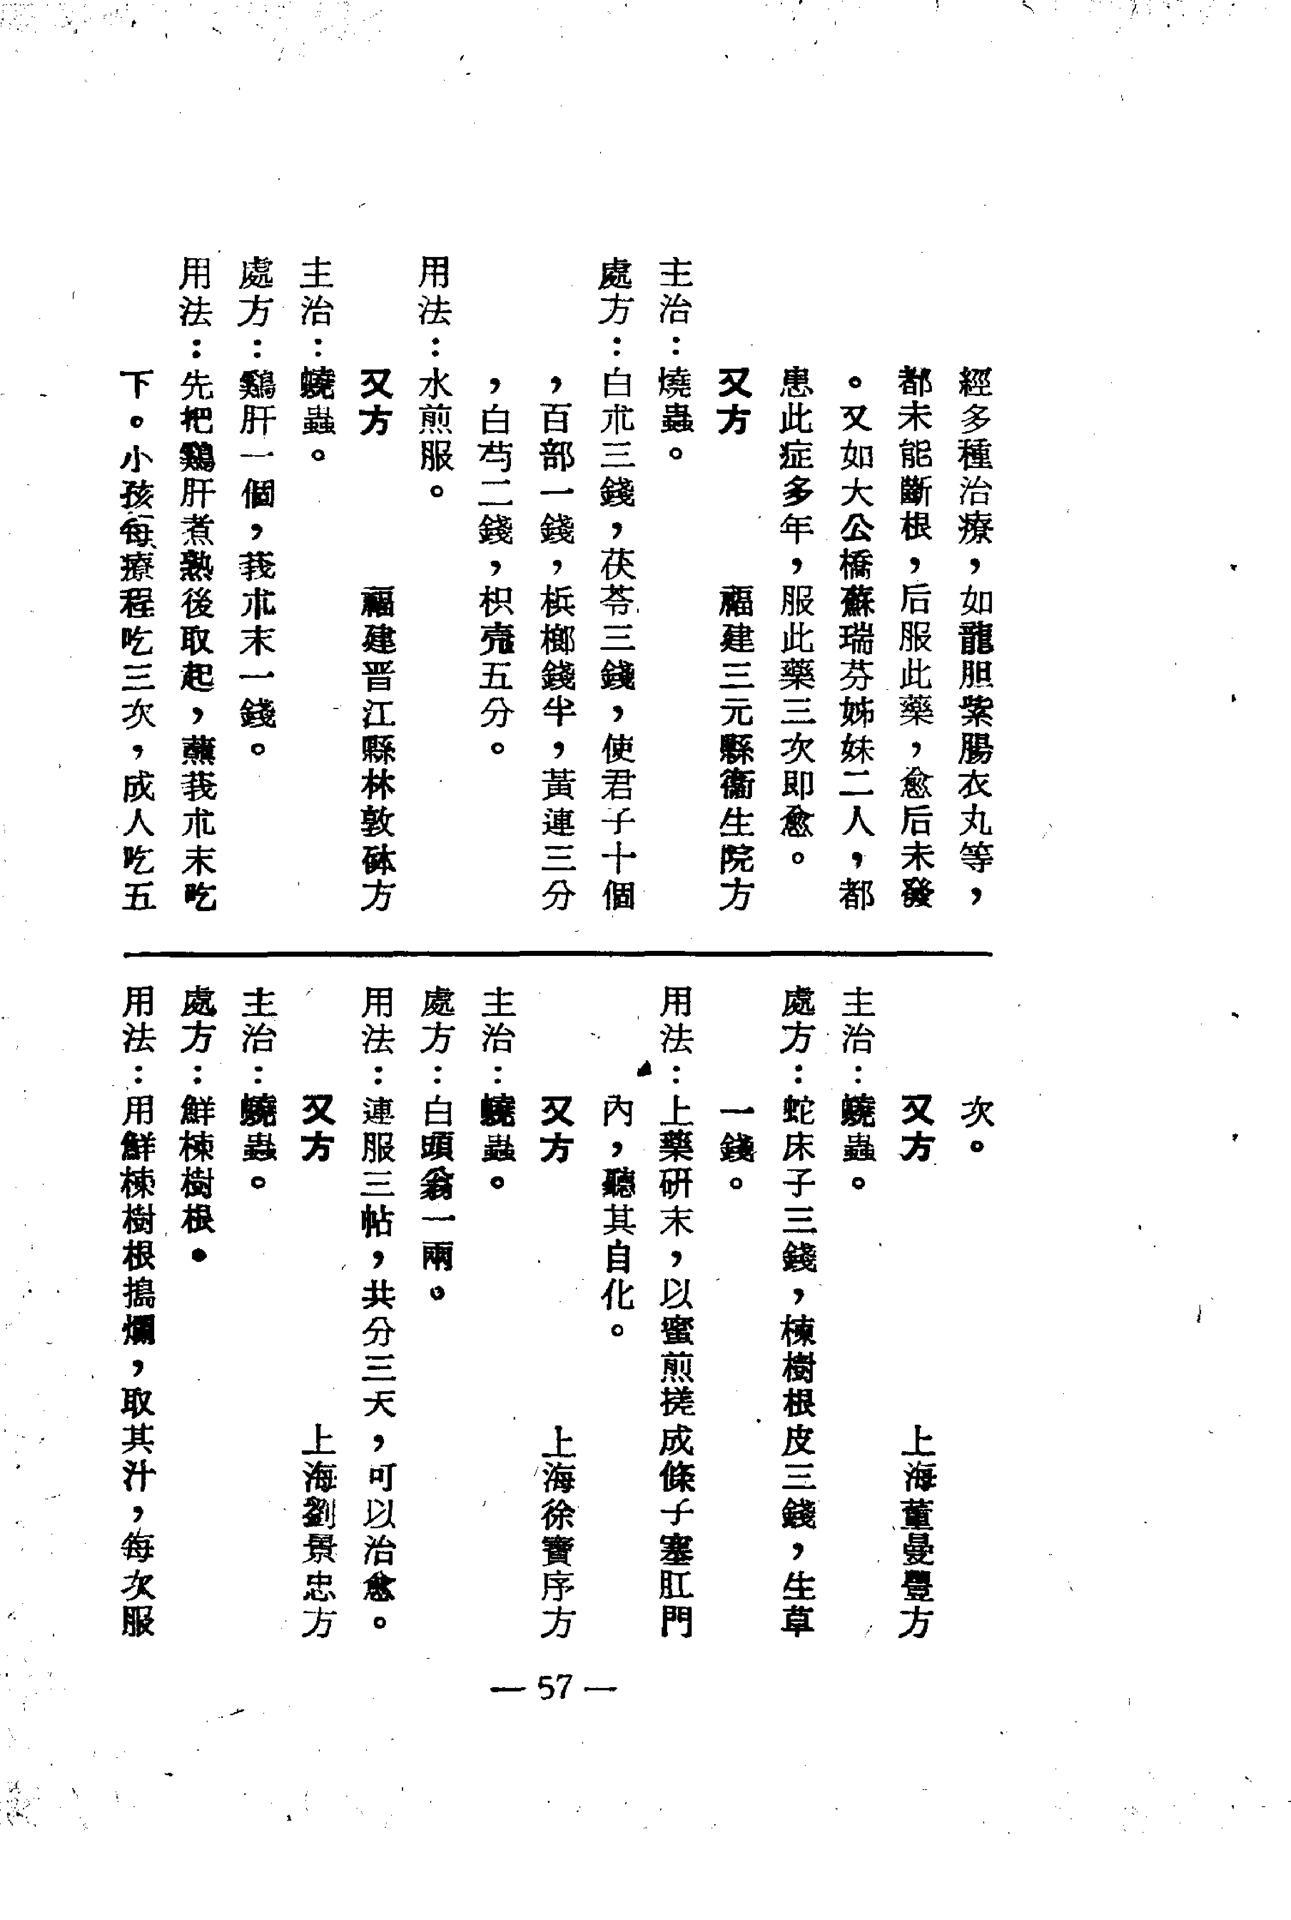 經多種治療，如龍胆紫腸衣丸等，
都未能斷根，后服此藥，愈后未發
。又如大公橋蘇瑞芬姊妹二人，都
患此症多年，服此藥三次即愈。
又方　福建三元縣衞生院方
主治：燒蟲。
處方：白朮三錢，茯苓三錢，使君子十個
，百部一錢，梹榔錢半，黃連三分
，白芍二錢，枳壳五分。
用法：水煎服。
又方　福建晋江縣林敦砵方
主治：蟯蟲。
處方：鷄肝一個，莪朮末一錢。
用法：先把鷄肝煮熟後取起，蘸莪朮末吃
下。小孩每療程吃三次，成人吃五
次。
又方　上海董曼豐方
主治：蟯蟲。
處方：蛇床子三錢，楝樹根皮三錢，生草
一錢。
用法：上藥研末，以蜜煎搓成條子塞肛門
內，聽其自化。
又方　上海徐寶序方
主治：蟯蟲。
處方：白頭翁一兩。
用法：連服三帖，共分三天，可以治愈。
又方　上海劉景忠方
主治：蟯蟲。
處方：鮮楝樹根。
用法：用鮮楝樹根搗爛，取其汁，每次服
— 57 —